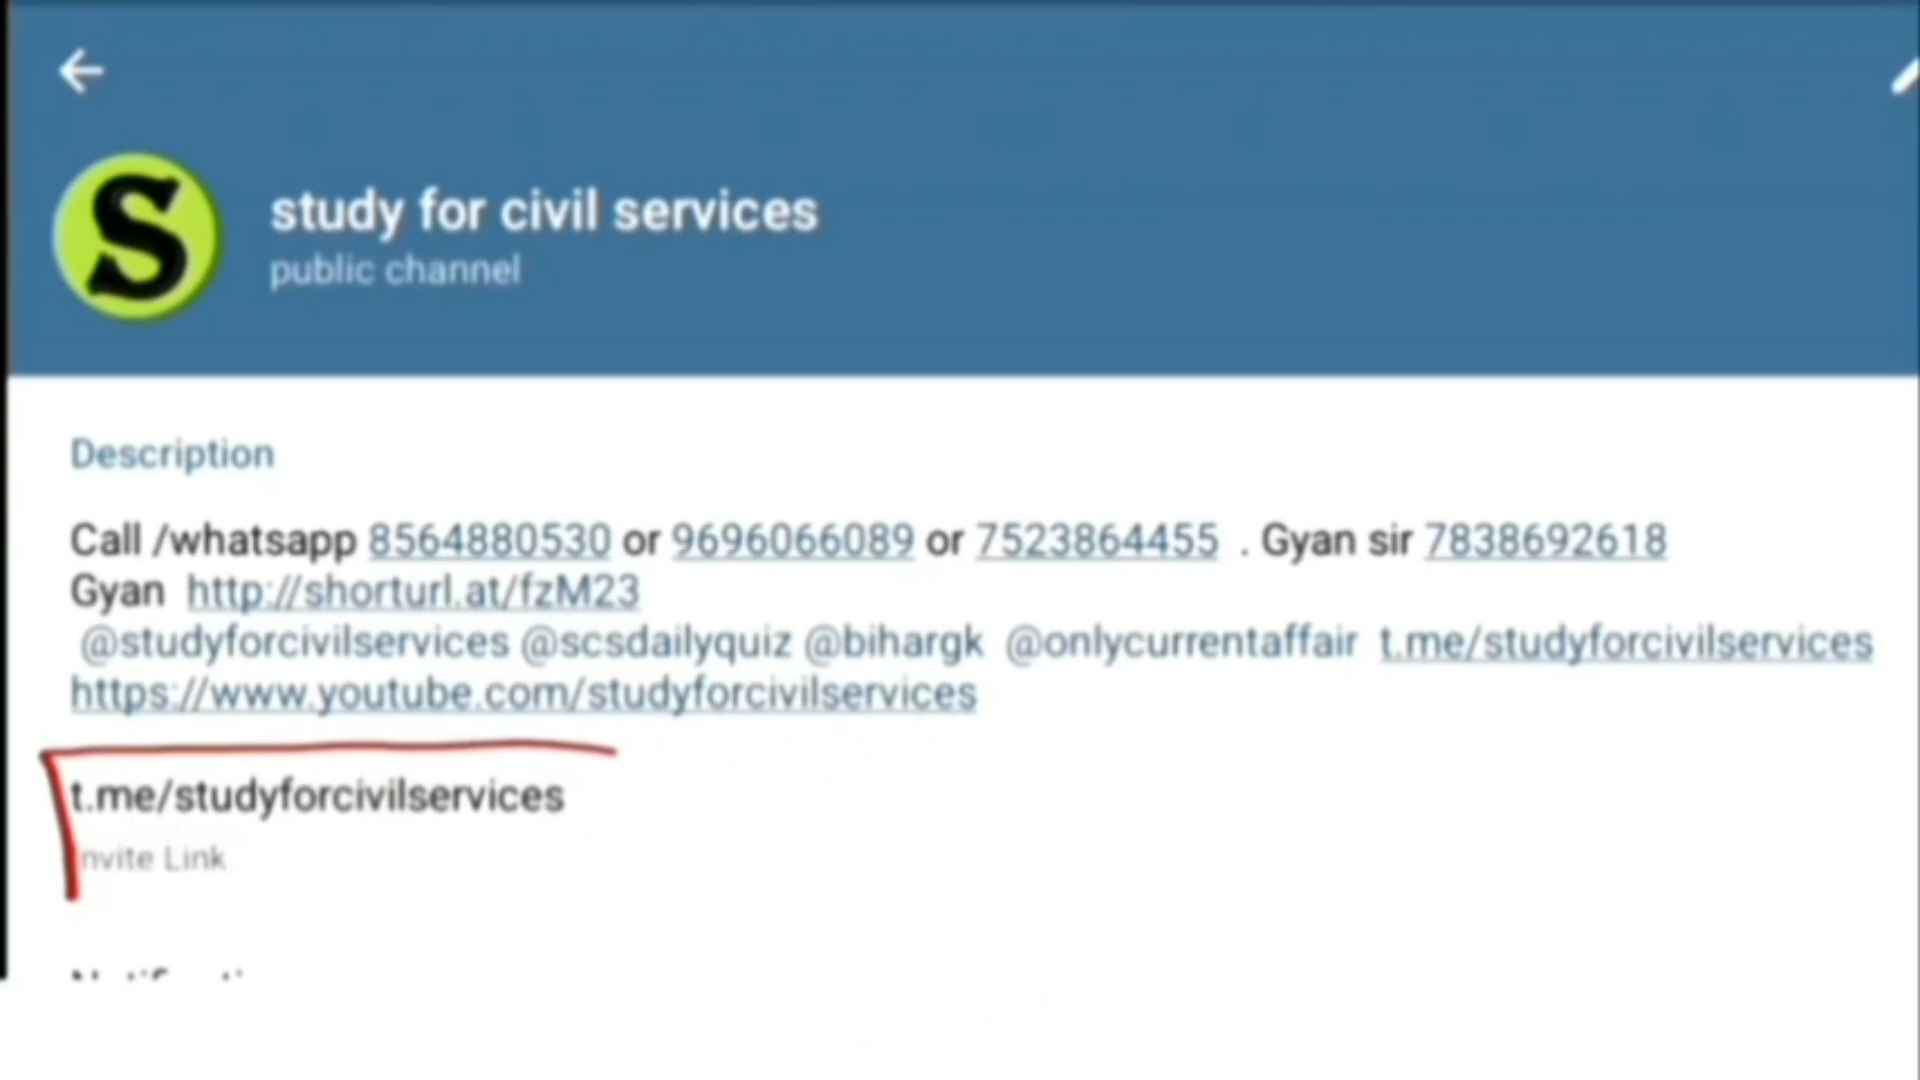 S
study for civil services
public channel
Description
Call /whatsapp 8564880530 or 9696066089 or 7523864455 . Gyan sir 7838692618
Gyan http://shorturl.at/fzM23
@studyforcivilservices @scsdailyquiz @bihargk @onlycurrentaffair t.me/studyforcivilservices
https://www.youtube.com/studyforcivilservices
t.me/studyforcivilservices
Invite Link